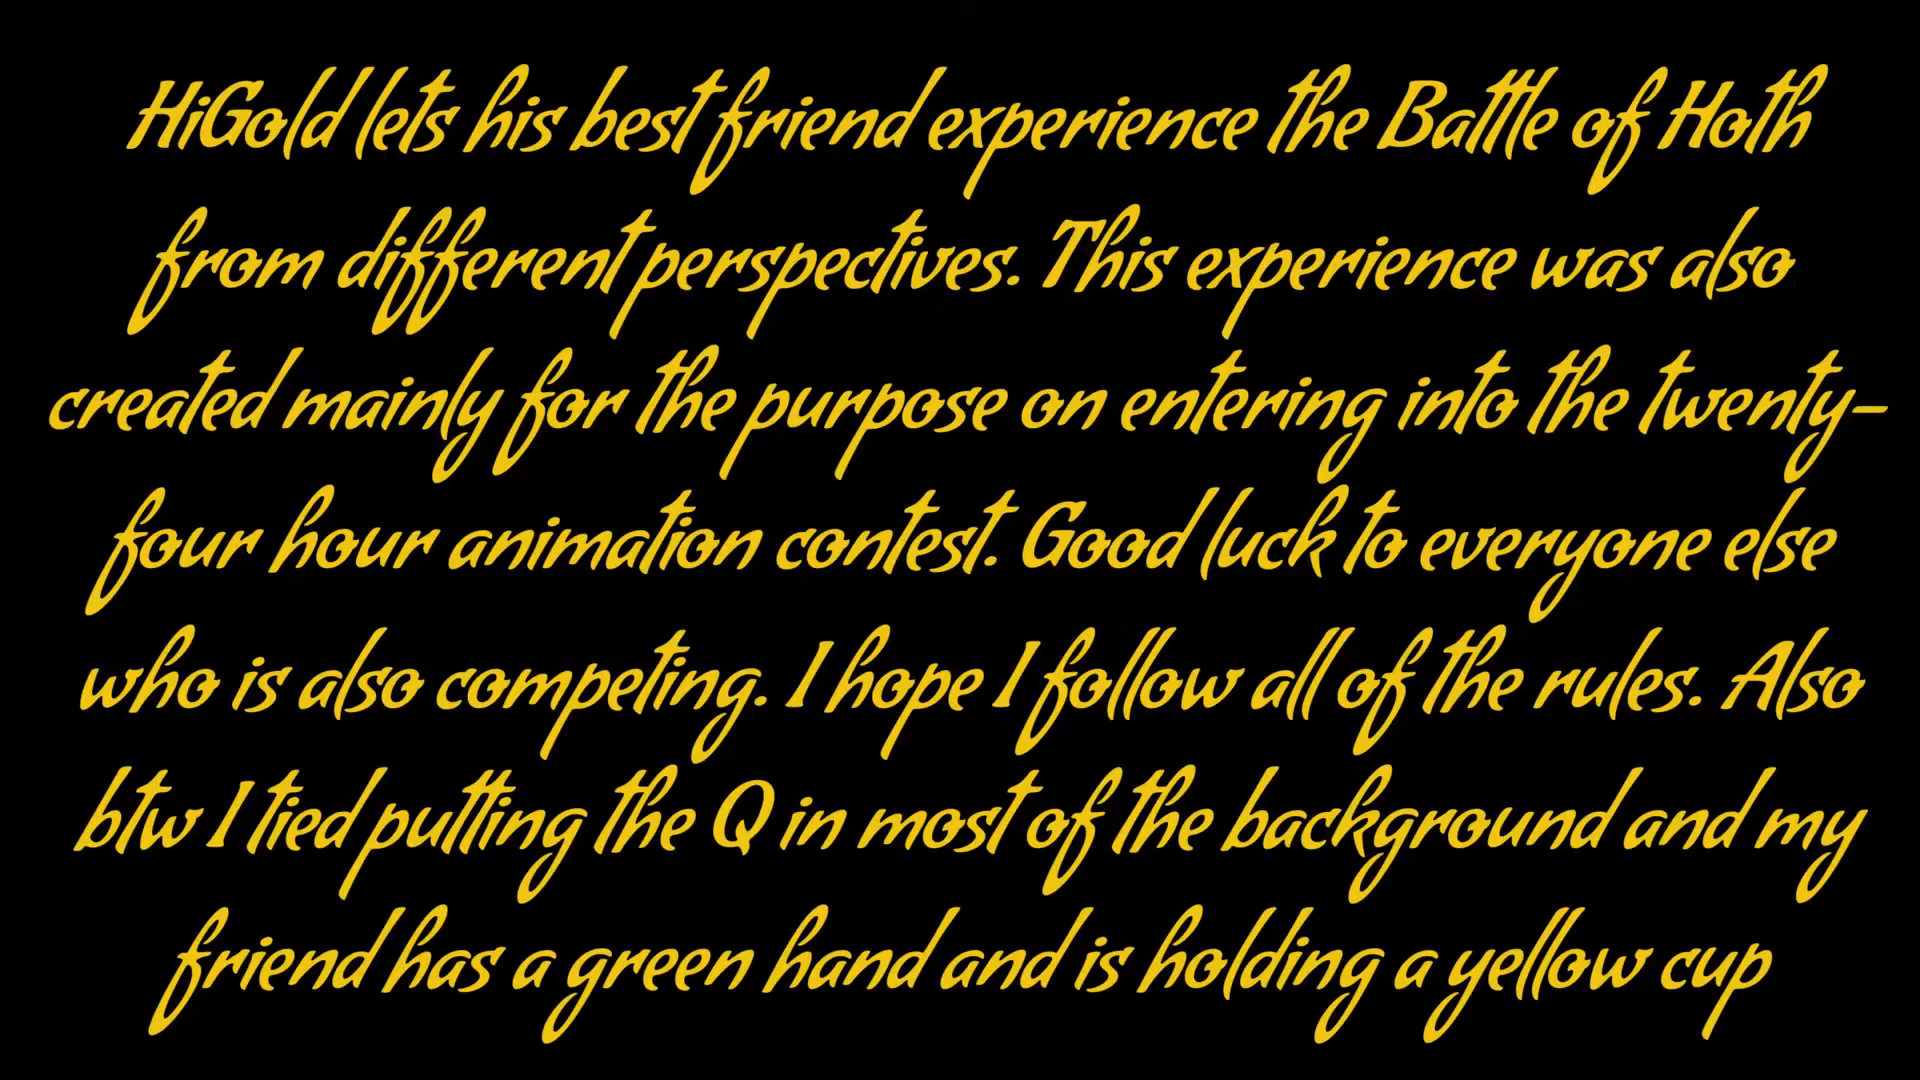 HiGold lets his best friend experience the Battle of Hoth
from different perspectives. This experience was also
created mainly for the purpose on entering into the twenty-
four hour animation contest. Good luck to everyone else
who is also competing. I hope I follow all of the rules. Also
btw I tied putting the Q in most of the background and my
friend has a green hand and is holding a yellow cup